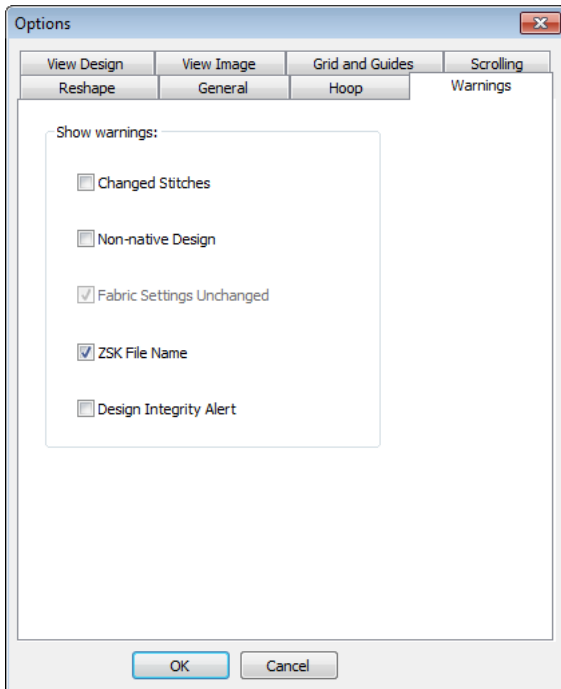 Options
View Design View Image Grid and Guides Scrolling
Reshape General Hoop Warnings
Show warnings:
Changed Stitches
Non-native Design
Fabric Settings Unchanged
ZSK File Name
Design Integrity Alert
OK Cancel